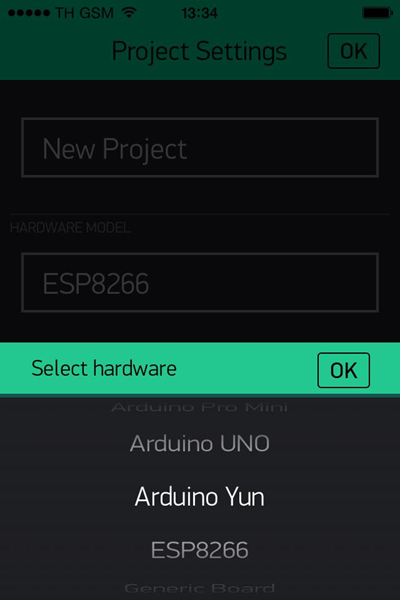 TH GSM 13:34
Project Settings OK
New Project
HARDWARE MODEL
ESP8266
Select hardware OK
Arduino Pro Mini
Arduino UNO
Arduino Yun
ESP8266
Generic Board